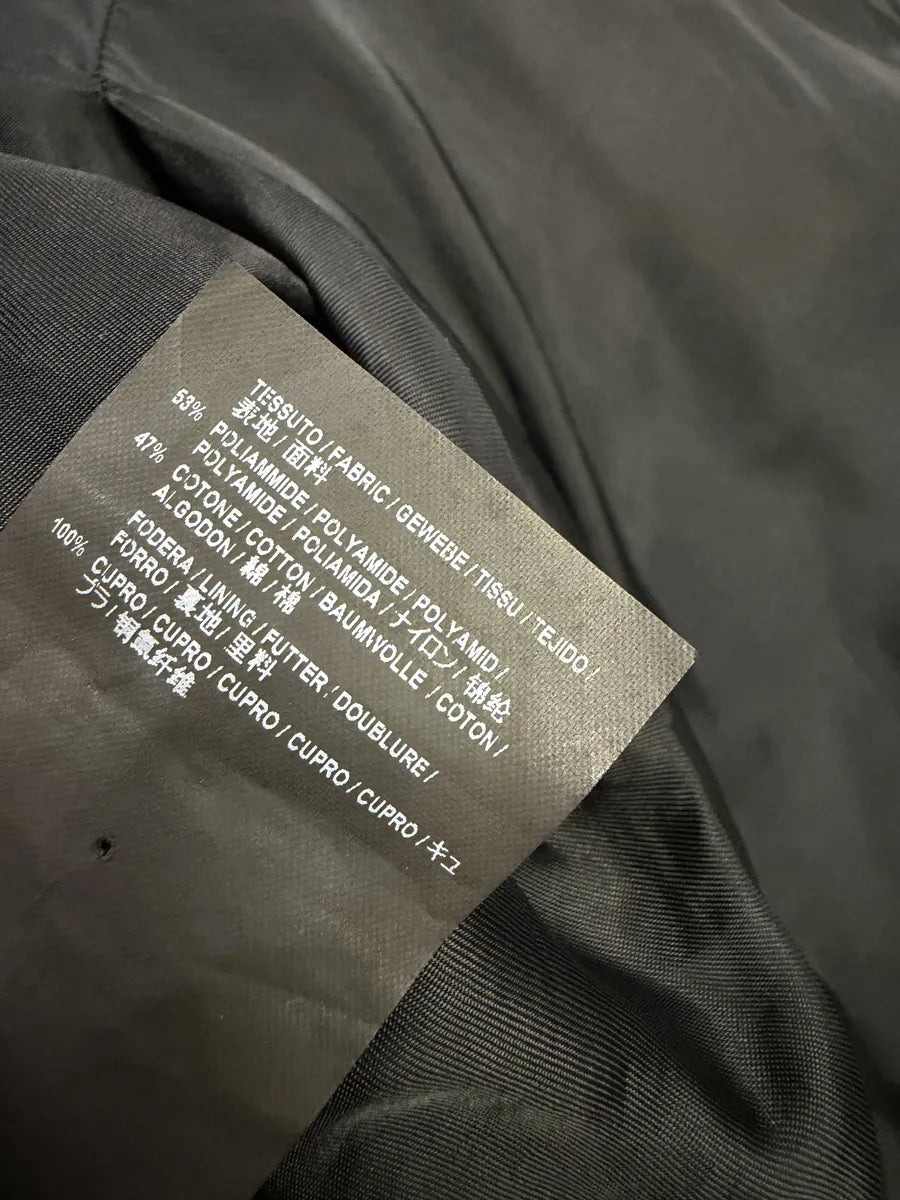 TESSUTO / FABRIC / GEWEBE / TISSU / TEJIDO /
表地 / 面料
53% POLIAMMIDE / POLYAMIDE / POLYAMID /
POLYAMIDE / POLIAMIDA / ナイロン / 锦纶
47% COTONE / COTTON / BAUMWOLLE / COTON /
ALGODON / 綿 / 棉
FODERA / LINING / FUTTER / DOUBLURE /
FORRO / 裏地 / 里料
100% CUPRO / CUPRO / CUPRO / CUPRO / CUPRO / キュ
プラ / 铜氨纤维